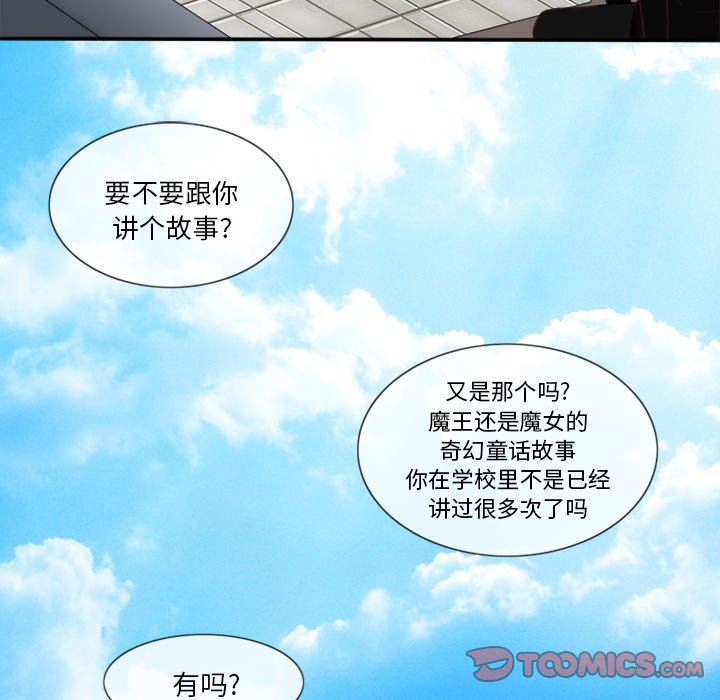 要不要跟你
讲个故事?
又是那个吗?
魔王还是魔女的
奇幻童话故事
你在学校里不是已经
讲过很多次了吗
有吗?
TOOMICS.COM